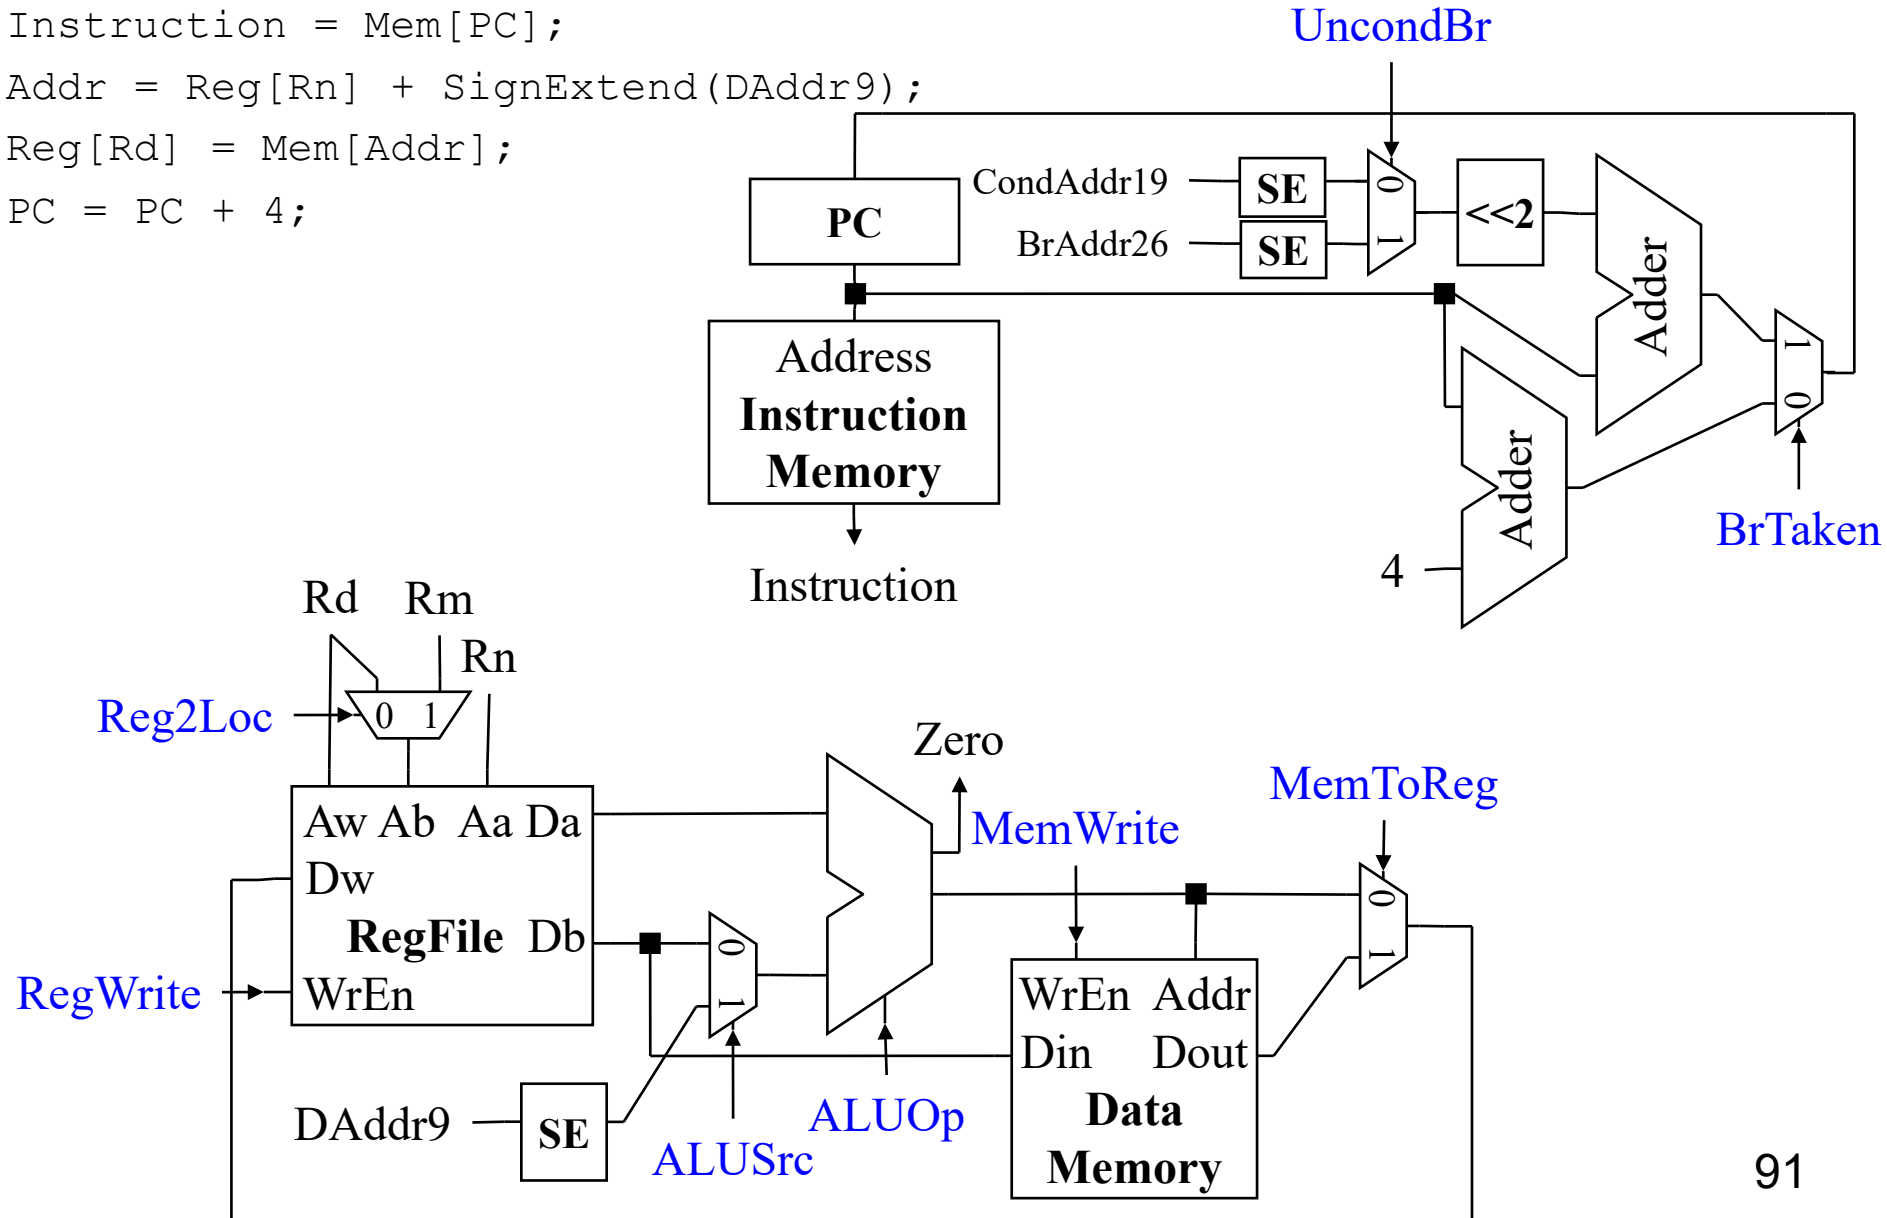 Instruction = Mem[PC];
Addr = Reg[Rn] + SignExtend(DAddr9);
Reg[Rd] = Mem[Addr];
PC = PC + 4;
UncondBr
CondAddr19
SE
0
BrAddr26
SE
1
<<2
Adder
PC
Address
Instruction
Memory
Instruction
Adder
4
1
0
BrTaken
Rd Rm
Rn
Reg2Loc
0 1
Aw Ab Aa Da
Dw
RegFile Db
RegWrite
WrEn
0
1
DAddr9
SE
ALUSrc
ALUOp
Zero
MemWrite
MemToReg
0
1
WrEn Addr
Din Dout
Data
Memory
91